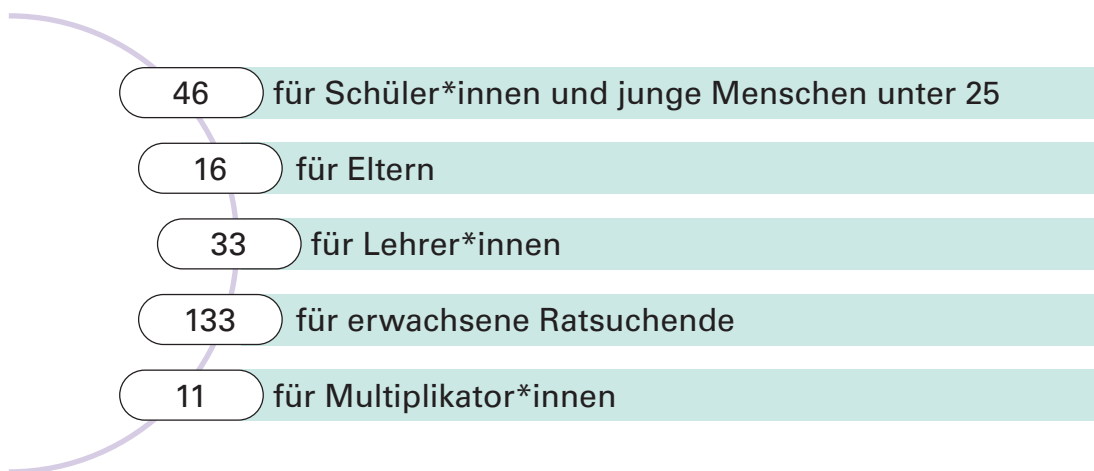 46 für Schüler*innen und junge Menschen unter 25
16 für Eltern
33 für Lehrer*innen
133 für erwachsene Ratsuchende
11 für Multiplikator*innen